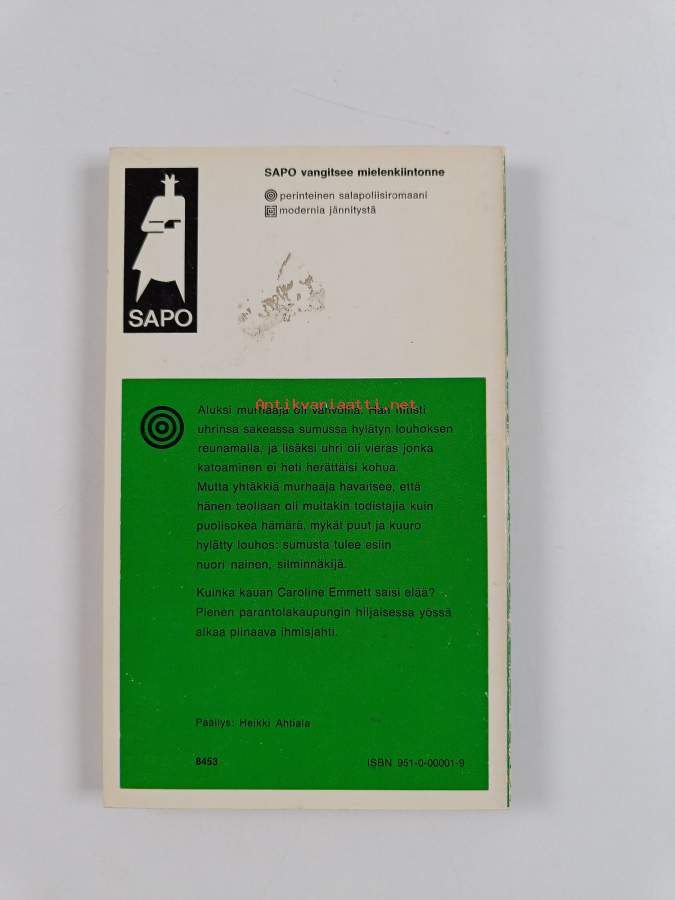 SAPO vangitsee mielenkiintonne
perinteinen salapoliisiromaani
modernia jännitystä
SAPO
Antikvariaatti.net
Aluksi murhaaja oli
uhrinsa sakeassa sumussa hylätyn louhoksen
reunamalla, ja lisäksi uhri oli vieras jonka
katoaminen ei heti herättäisi kohua.
Mutta yhtäkkiä murhaaja havaitsee, että
hänen teollaan oli muitakin todistajia kuin
puolisokea hämärä, mykät puut ja kuuro
hylätty louhos: sumusta tulee esiin
nuori nainen, silminnäkijä.
Kuinka kauan Caroline Emmett saisi elää?
Pienen parantolakaupungin hiljaisessa yössä
alkaa piinaava ihmisjahti.
Päällys: Heikki Ahtiala
8453
ISBN 951-0-00001-9